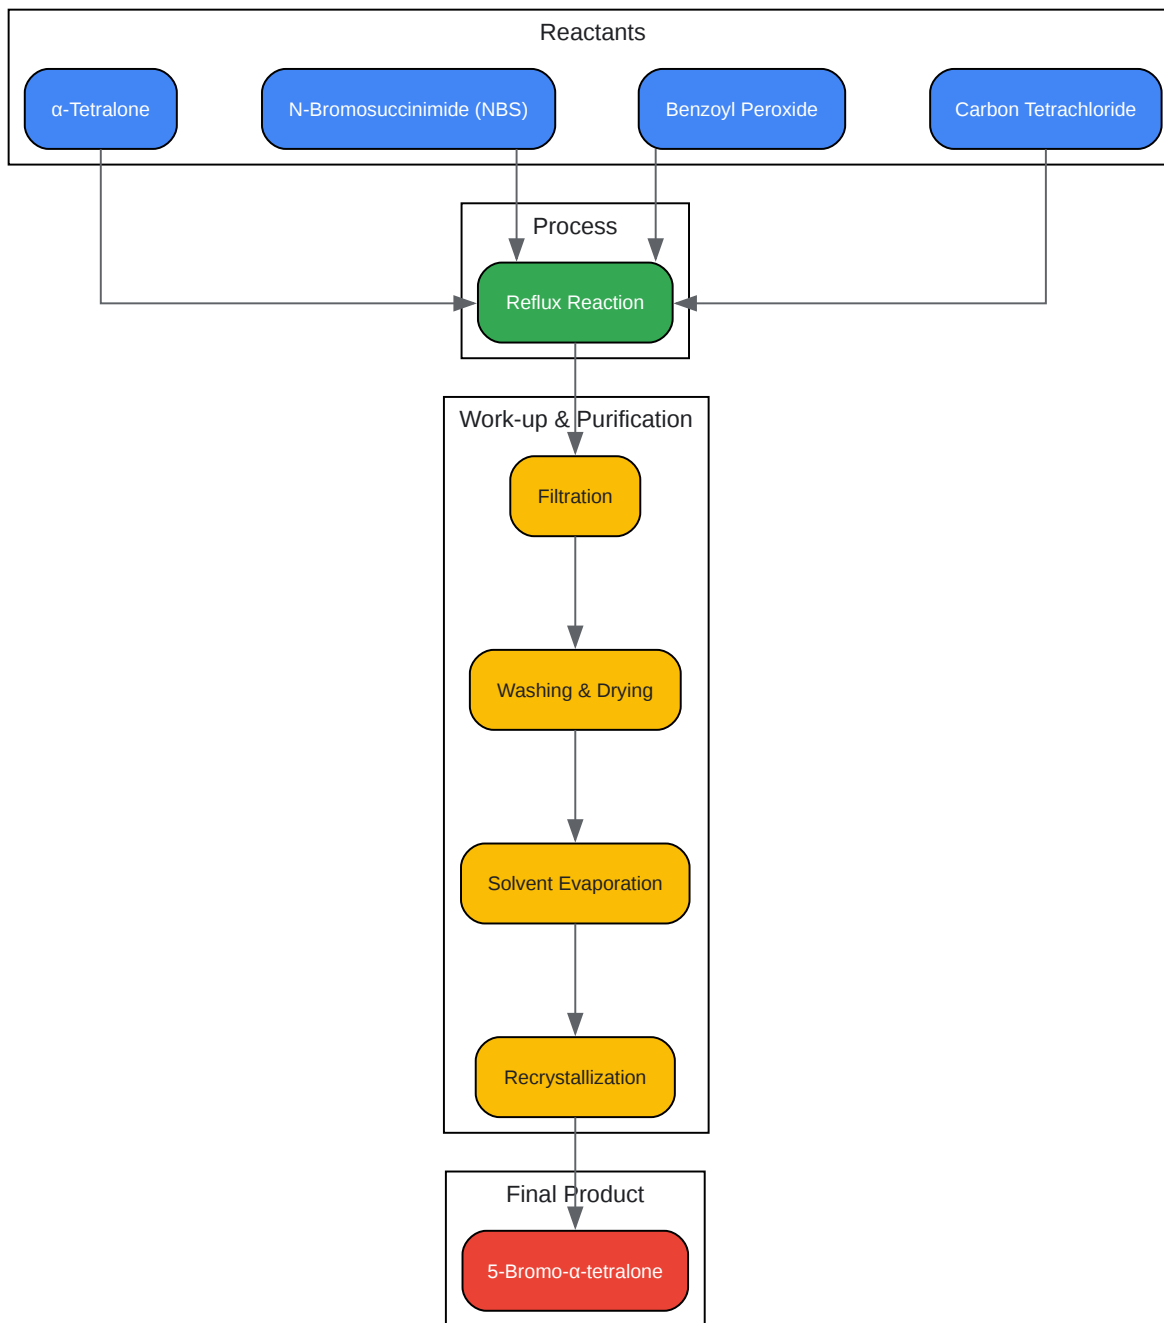 Reactants
α-Tetralone
N-Bromosuccinimide (NBS)
Benzoyl Peroxide
Carbon Tetrachloride
Process
Reflux Reaction
Work-up & Purification
Filtration
Washing & Drying
Solvent Evaporation
Recrystallization
Final Product
5-Bromo-α-tetralone